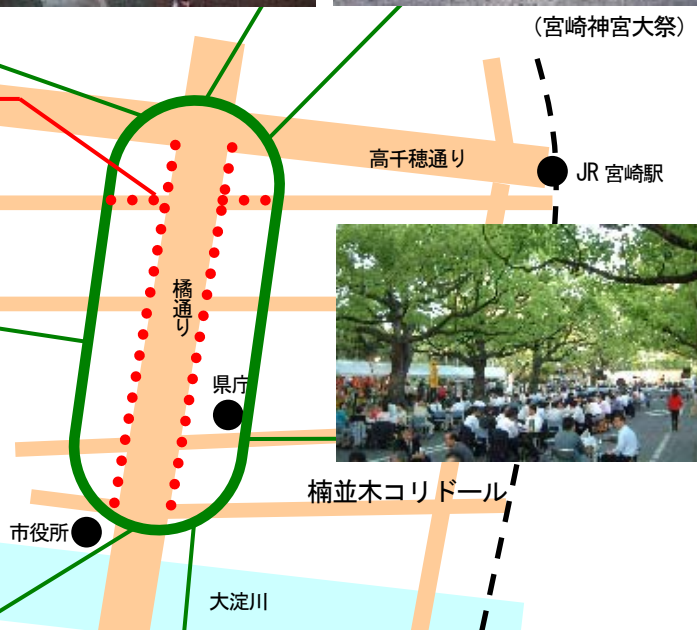 （宮崎神宮大祭）
高千穂通り
JR 宮崎駅
橘通り
県庁
楠並木コリドール
市役所
大淀川